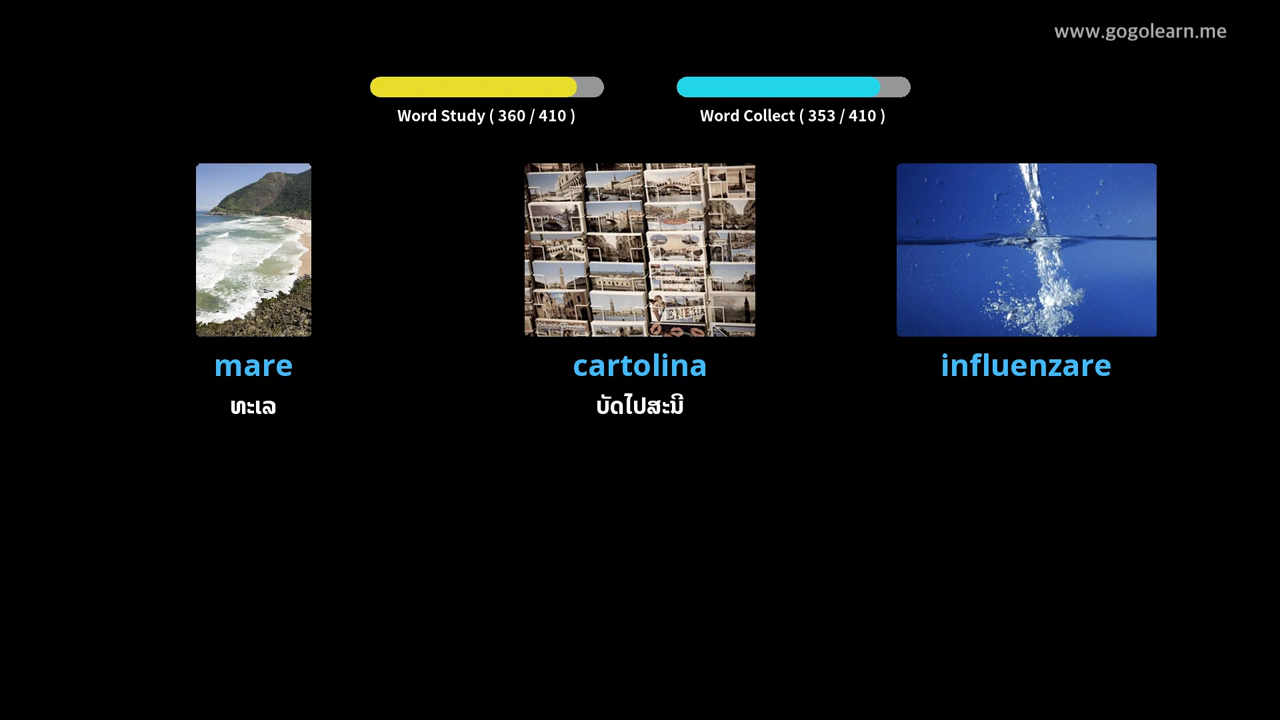 www.gogolearn.me
Word Study ( 360 / 410 )
Word Collect ( 353 / 410 )
mare
cartolina
influenzare
ທະເລ
ບັດໄປສະນີ